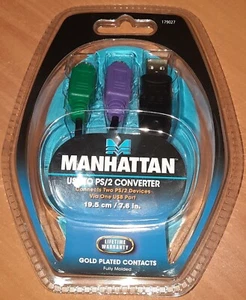 179027
MANHATTAN
USB TO PS/2 CONVERTER
Connects Two PS/2 Devices
Via One USB Port
19.5 cm / 7.8 in.
LIFETIME
WARRANTY
GOLD PLATED CONTACTS
Fully Molded